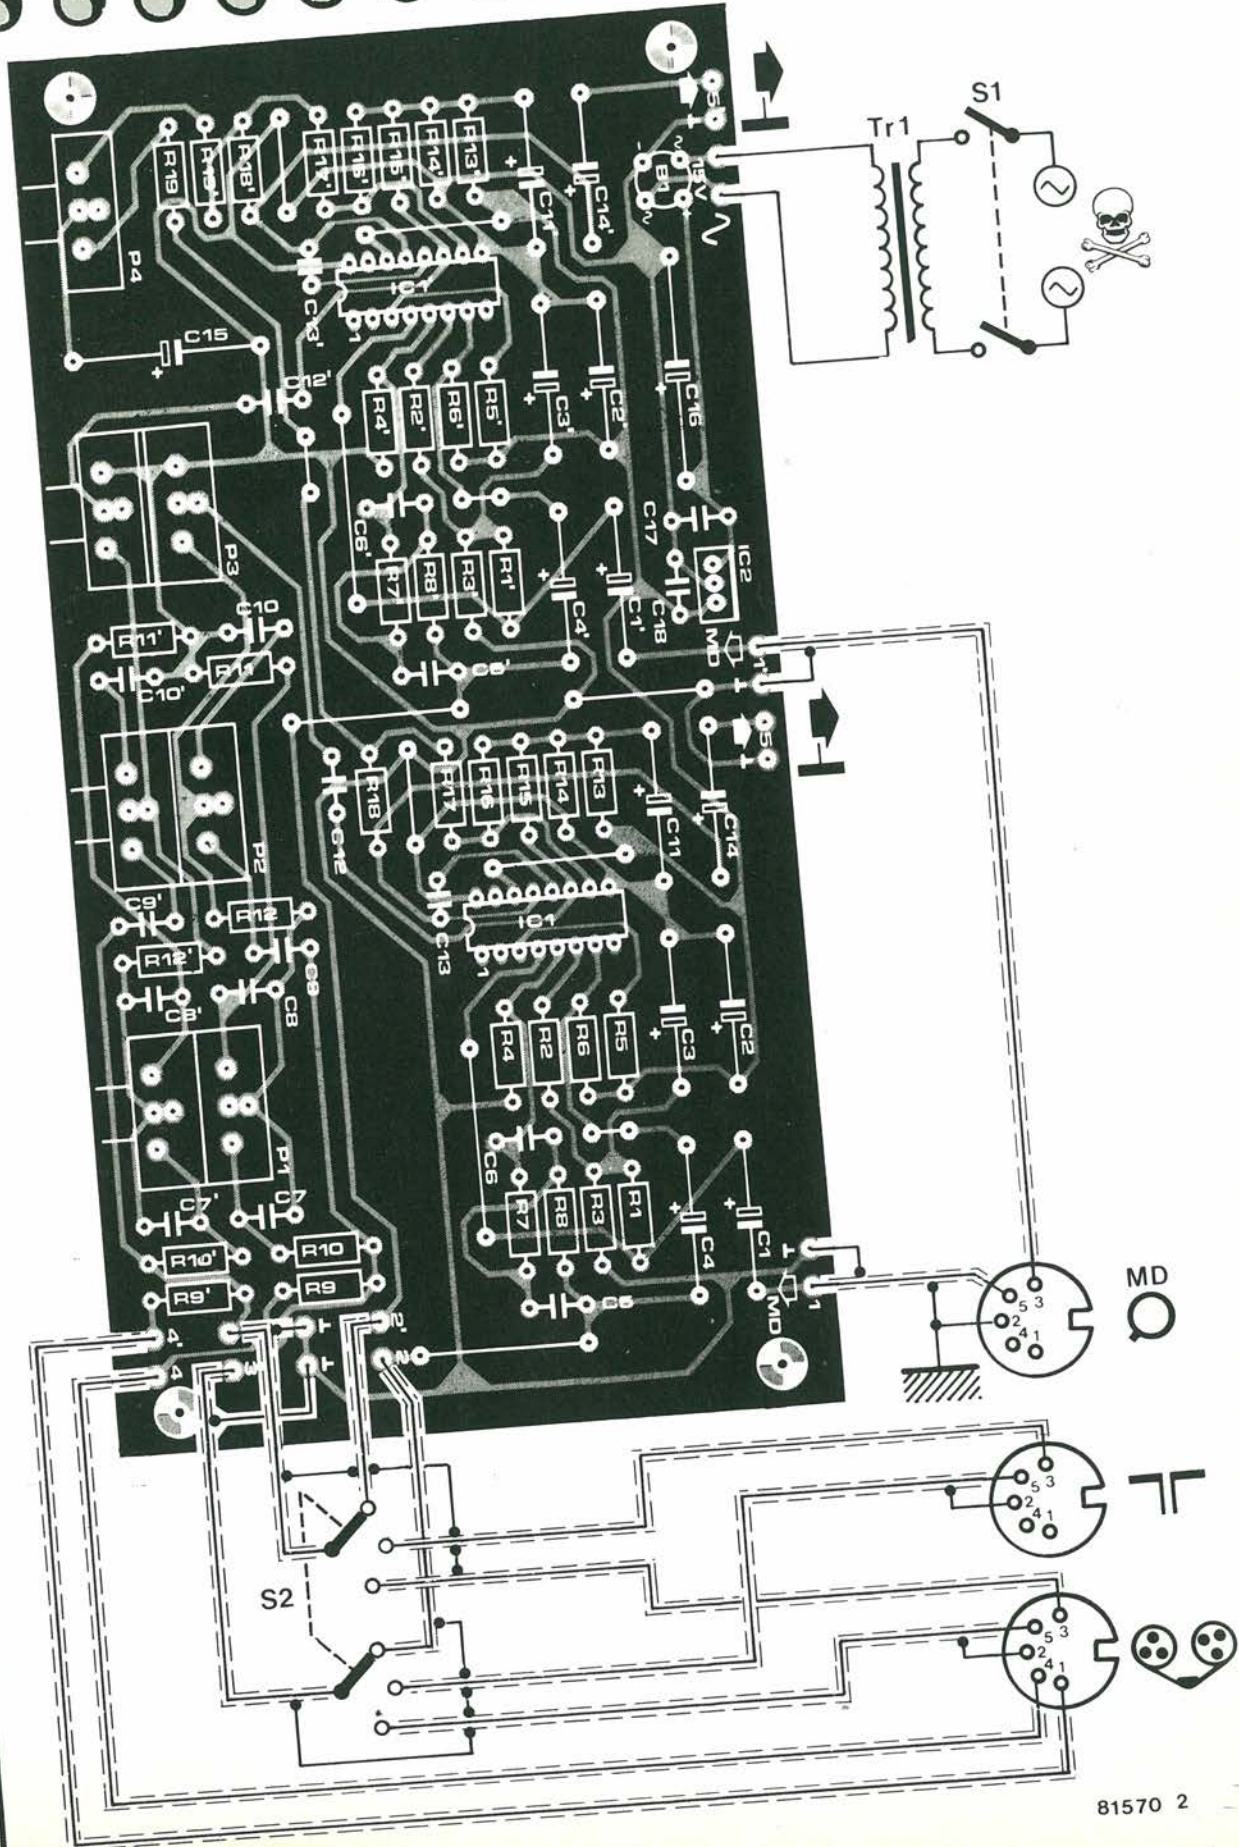 S1
Tr1
5'
⊥
15 V
~
B1
-
+
R19
R19'
R18'
R17'
R16'
R15'
R14'
R13'
C11'
C14'
P4
C13'
IC1'
1
C15
+
C12'
R4'
R2'
R6'
R5'
C3'
C2'
C16
P3
C6'
C17
IC2
R7'
R8'
R3'
R1'
C4'
C1'
C18
MD
1'
⊥
R11'
C10
C10'
R11
C5'
5
⊥
P2
C12
R18
R17
R16
R15
R14
R13
C11
C14
C9'
R12
R12'
C9
C8'
C8
C13
IC1
1
R4
R2
R6
R5
C3
C2
P1
C6
R7
R8
R3
R1
C4
C1
C7'
C7
R10'
R10
R9'
R9
C5
⊥
1
MD
4'
4
3
⊥
⊥
2'
2
5 3
2
4 1
MD
5 3
2
4 1
S2
5 3
2
4 1
81570 2